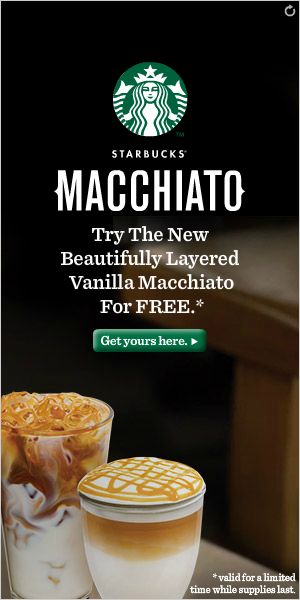 TM
STARBUCKS®
MACCHIATO
Try The New
Beautifully Layered
Vanilla Macchiato
For FREE.*
Get yours here.
* valid for a limited
time while supplies last.